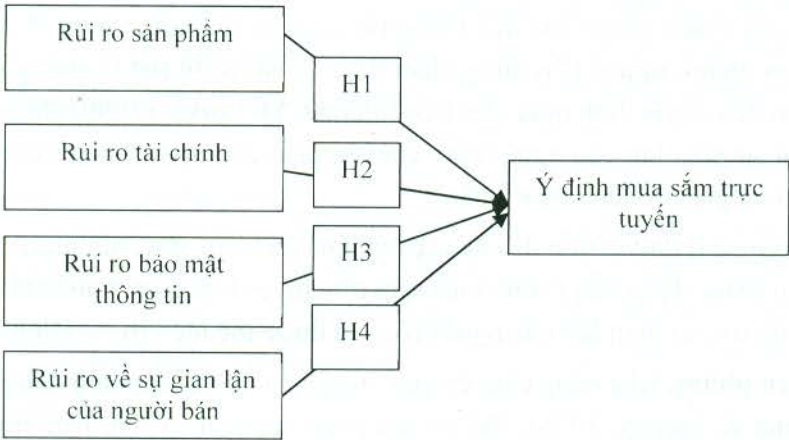 Rủi ro sản phẩm
H1
Rủi ro tài chính
H2
Ý định mua sắm trực
tuyến
Rủi ro bảo mật
thông tin
H3
H4
Rủi ro về sự gian lận
của người bán